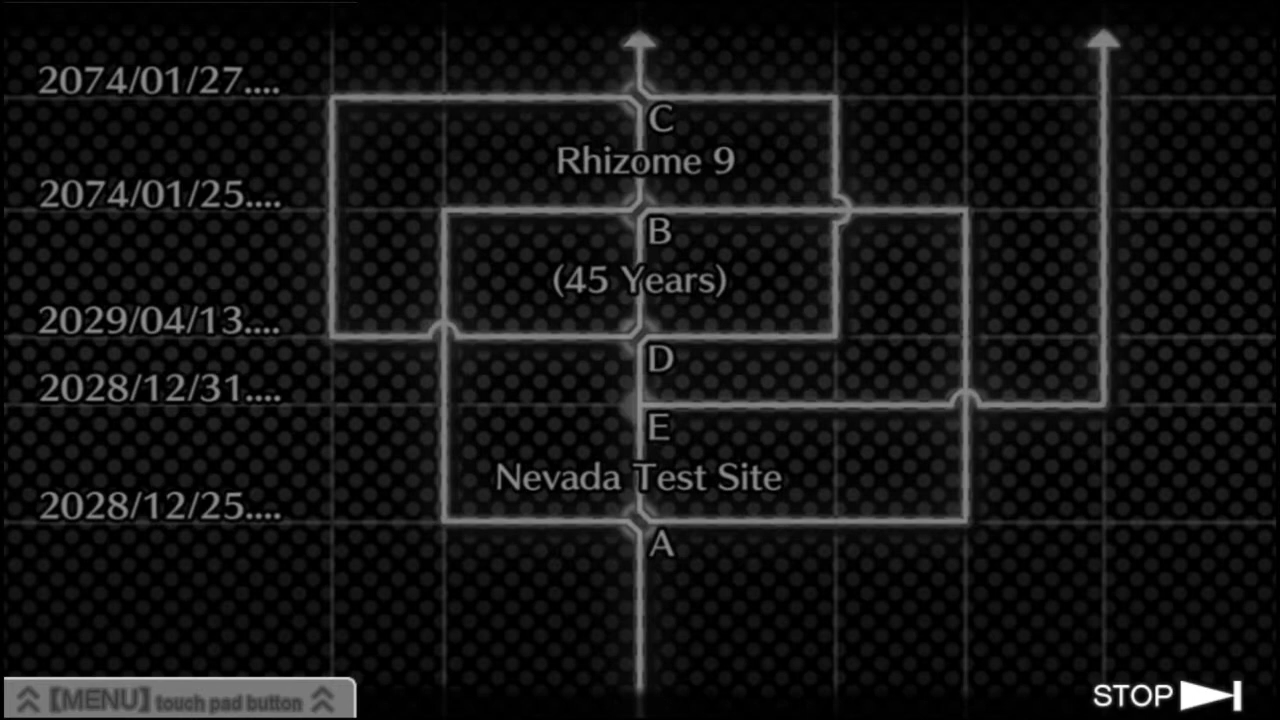 2074/01/27....
C
Rhizome 9
2074/01/25....
B
(45 Years)
2029/04/13....
D
2028/12/31....
E
Nevada Test Site
2028/12/25....
A
【MENU】touch pad button
STOP